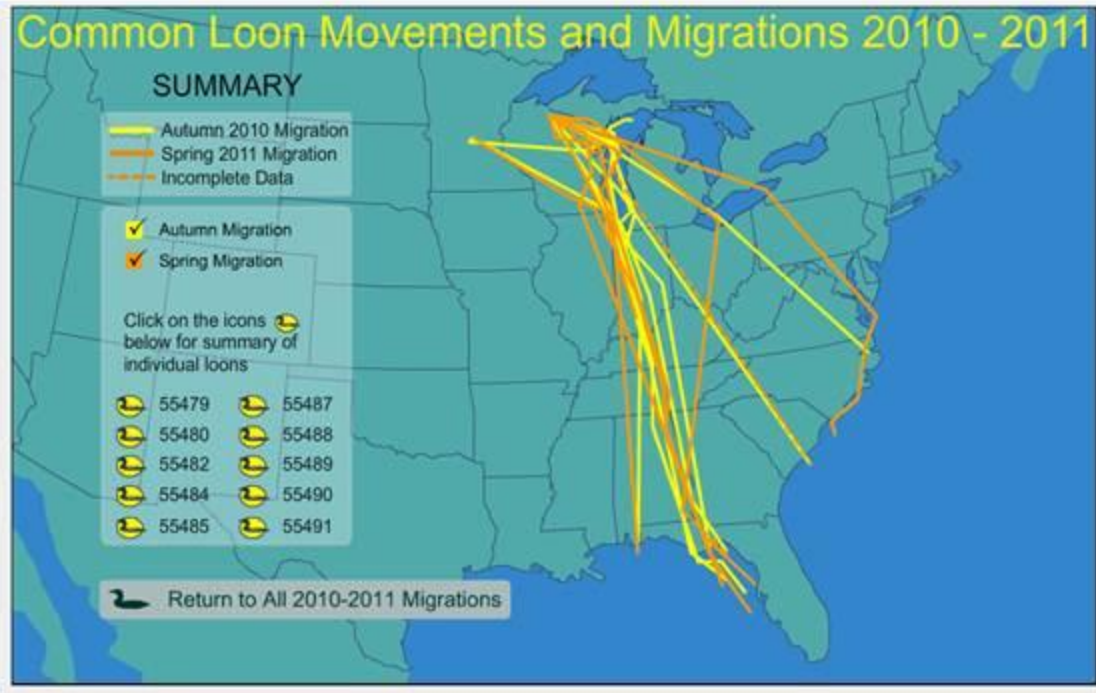 Common Loon Movements and Migrations 2010 - 2011
SUMMARY
Autumn 2010 Migration
Spring 2011 Migration
Incomplete Data
Autumn Migration
Spring Migration
Click on the icons
below for summary of
individual loons
55479 55487
55480 55488
55482 55489
55484 55490
55485 55491
Return to All 2010-2011 Migrations